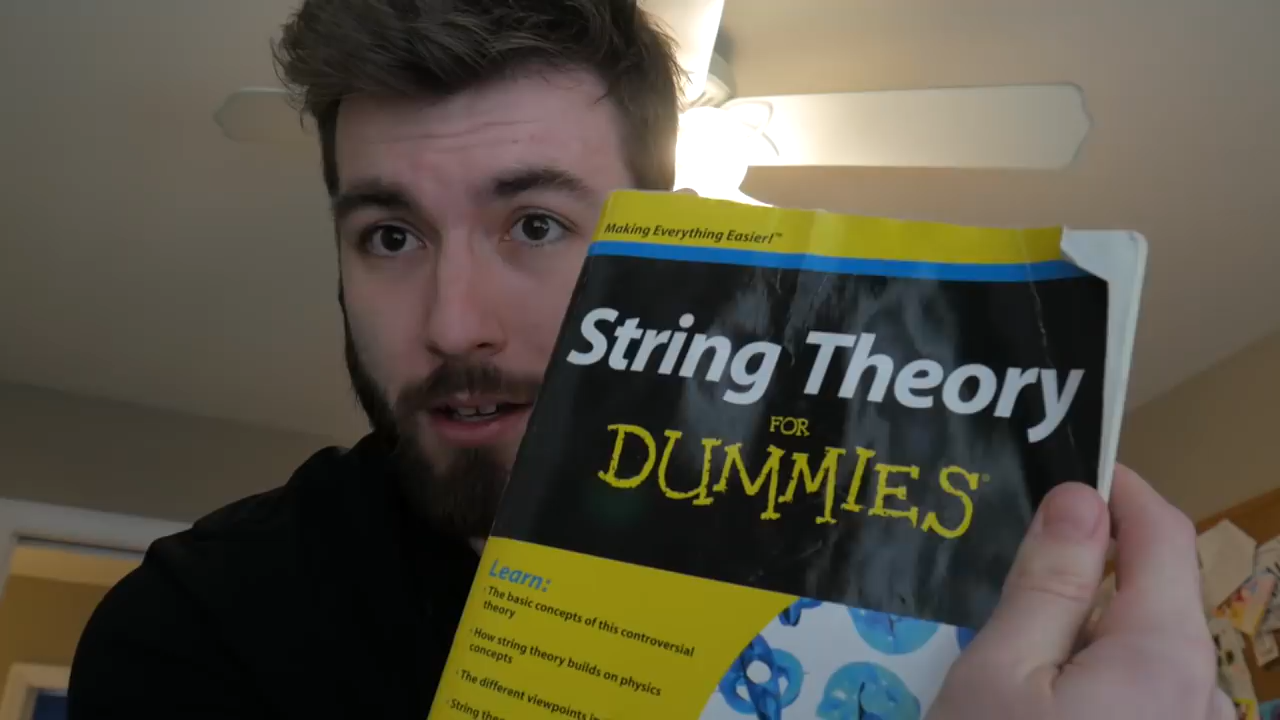 Making Everything Easier!™
String Theory
FOR
DUMMIES®
Learn:
· The basic concepts of this controversial
theory
· How string theory builds on physics
concepts
· The different viewpoints
· String